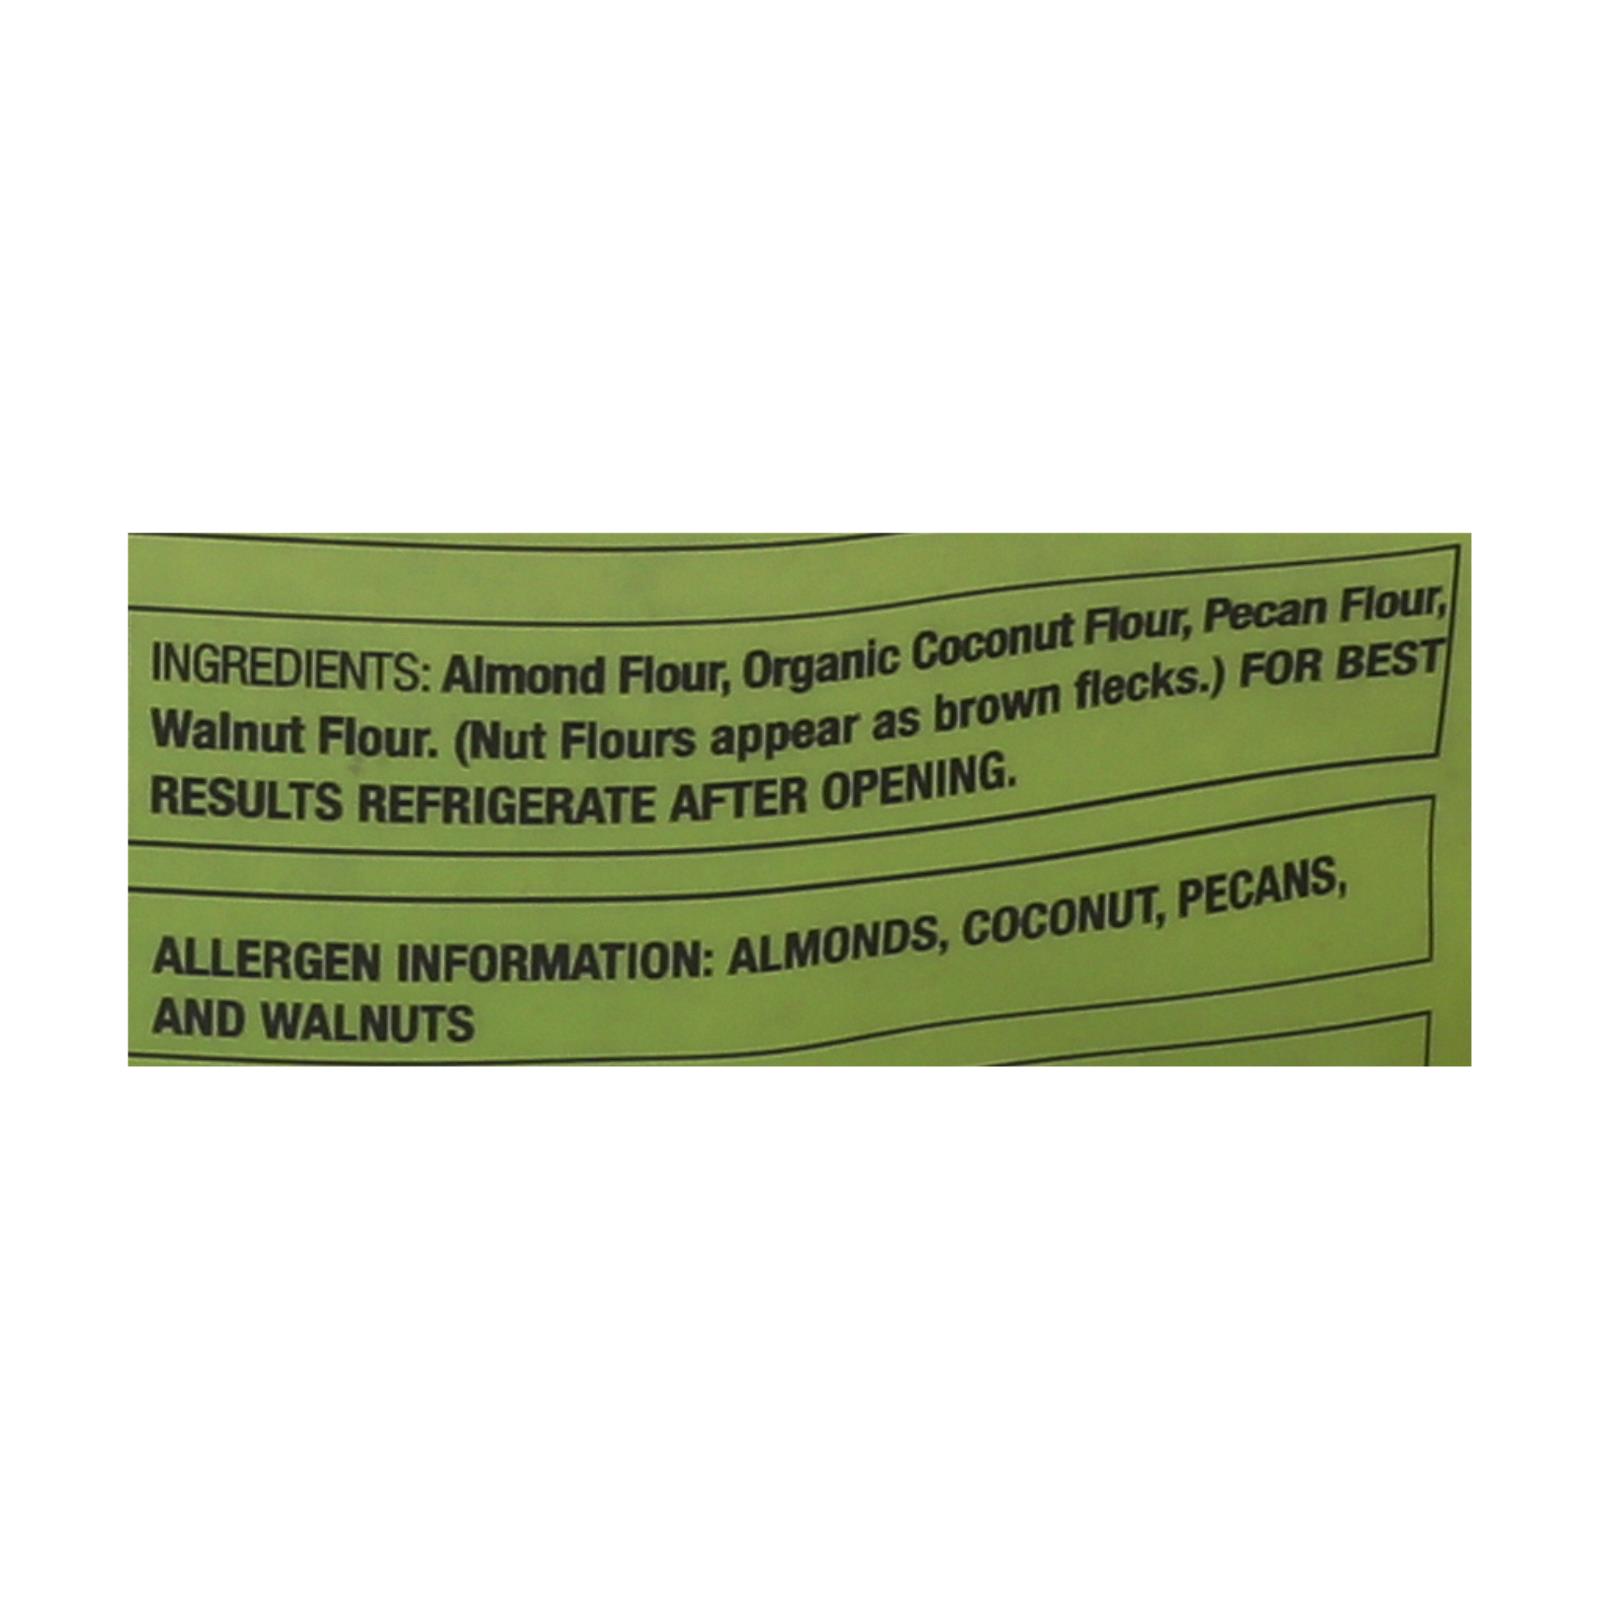 INGREDIENTS: Almond Flour, Organic Coconut Flour, Pecan Flour,
Walnut Flour. (Nut Flours appear as brown flecks.) FOR BEST
RESULTS REFRIGERATE AFTER OPENING.
ALLERGEN INFORMATION: ALMONDS, COCONUT, PECANS,
AND WALNUTS